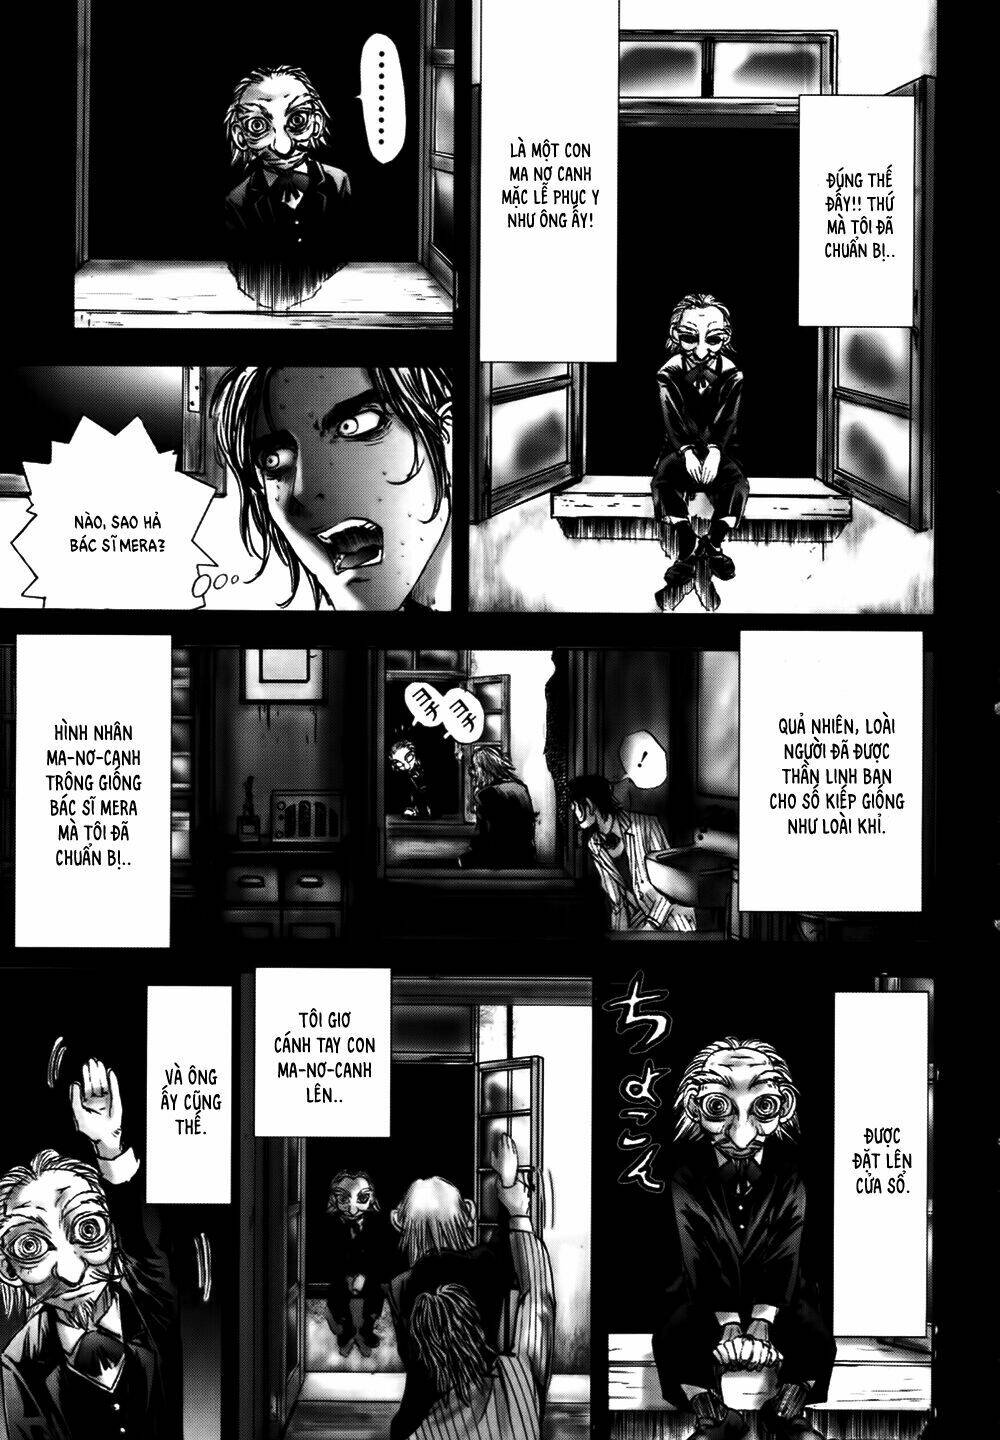 ĐÚNG THẾ
ĐẤY!! THỨ
MÀ TÔI ĐÃ
CHUẨN BỊ..
LÀ MỘT CON
MA NƠ CANH
MẶC LỄ PHỤC Y
NHƯ ÔNG ẤY!
NÀO, SAO HẢ
BÁC SĨ MERA?
QUẢ NHIÊN, LOÀI
NGƯỜI ĐÃ ĐƯỢC
THẦN LINH BAN
CHO SỐ KIẾP GIỐNG
NHƯ LOÀI KHỈ.
!
HÌNH NHÂN
MA-NƠ-CANH
TRÔNG GIỐNG
BÁC SĨ MERA
MÀ TÔI ĐÃ
CHUẨN BỊ..
ĐƯỢC
ĐẶT LÊN
CỬA SỔ.
ちょこん
TÔI GIƠ
CÁNH TAY CON
MA-NƠ-CANH
LÊN..
VÀ ÔNG
ẤY CŨNG
THẾ.